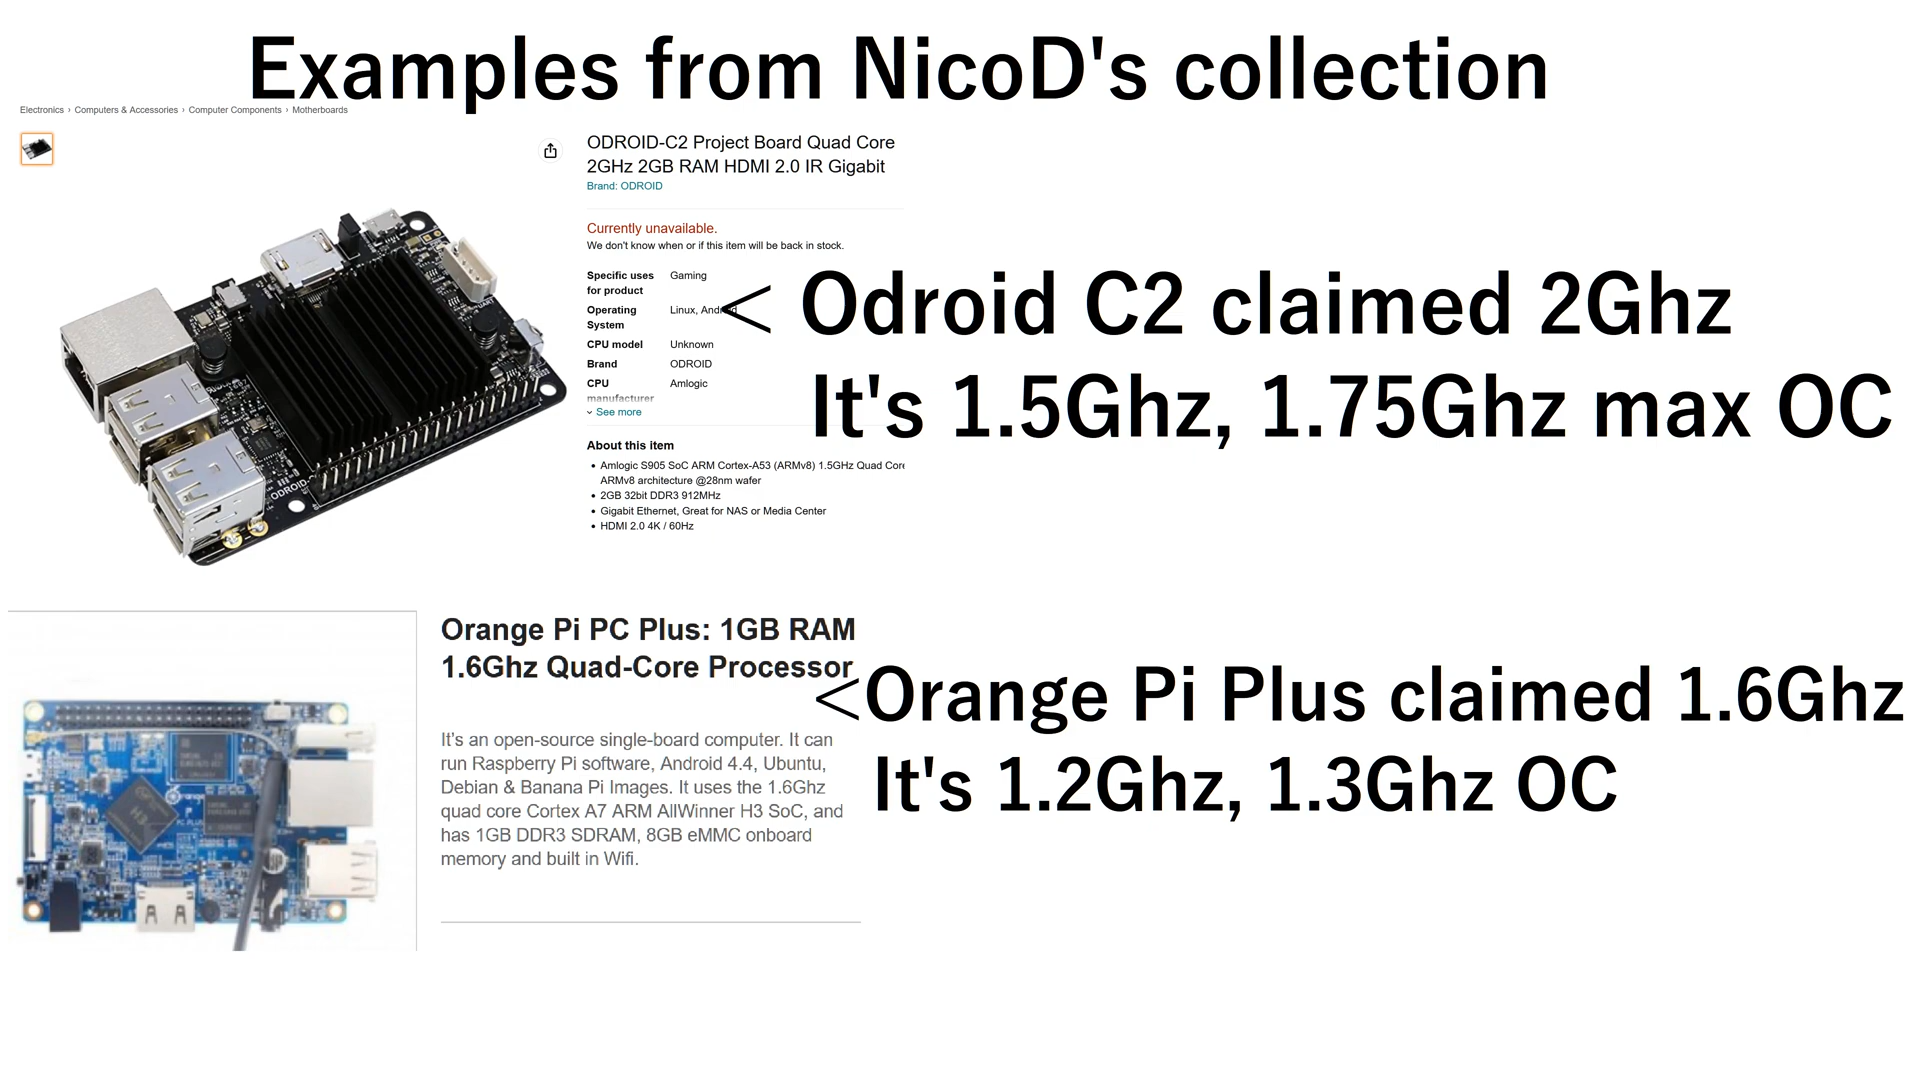 Examples from NicoD's collection
Electronics › Computers & Accessories › Computer Components › Motherboards
ODROID-C2 Project Board Quad Core
2GHz 2GB RAM HDMI 2.0 IR Gigabit
Brand: ODROID
Currently unavailable.
We don't know when or if this item will be back in stock.
Specific uses for product Gaming
Operating System Linux,
CPU model Unknown
Brand ODROID
CPU manufacturer Amlogic
See more
About this item
• Amlogic S905 SoC ARM Cortex-A53 (ARMv8) 1.5GHz Quad Core
ARMv8 architecture @28nm wafer
• 2GB 32bit DDR3 912MHz
• Gigabit Ethernet, Great for NAS or Media Center
• HDMI 2.0 4K / 60Hz
< Odroid C2 claimed 2Ghz
It's 1.5Ghz, 1.75Ghz max OC
ODROID-C
Orange Pi PC Plus: 1GB RAM
1.6Ghz Quad-Core Processor
It's an open-source single-board computer. It can
run Raspberry Pi software, Android 4.4, Ubuntu,
Debian & Banana Pi Images. It uses the 1.6Ghz
quad core Cortex A7 ARM AllWinner H3 SoC, and
has 1GB DDR3 SDRAM, 8GB eMMC onboard
memory and built in Wifi.
<Orange Pi Plus claimed 1.6Ghz
It's 1.2Ghz, 1.3Ghz OC
H3